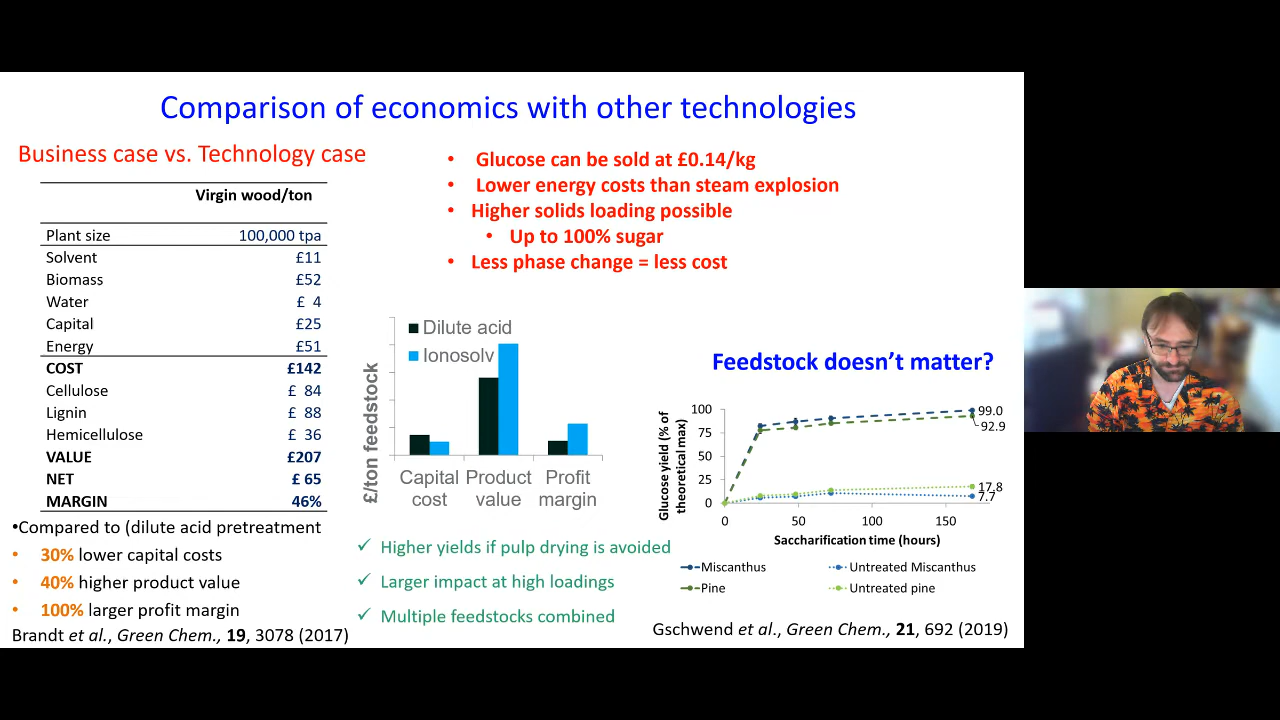 Comparison of economics with other technologies
Business case vs. Technology case
Virgin wood/ton
Plant size 100,000 tpa
Solvent £11
Biomass £52
Water £ 4
Capital £25
Energy £51
COST £142
Cellulose £ 84
Lignin £ 88
Hemicellulose £ 36
VALUE £207
NET £ 65
MARGIN 46%
•Compared to (dilute acid pretreatment
• 30% lower capital costs
• 40% higher product value
• 100% larger profit margin
Brandt et al., Green Chem., 19, 3078 (2017)
• Glucose can be sold at £0.14/kg
• Lower energy costs than steam explosion
• Higher solids loading possible
• Up to 100% sugar
• Less phase change = less cost
£/ton feedstock
Dilute acid
Ionosolv
Capital cost
Product value
Profit margin
✓ Higher yields if pulp drying is avoided
✓ Larger impact at high loadings
✓ Multiple feedstocks combined
Feedstock doesn't matter?
Glucose yield (% of
theoretical max)
100
75
50
25
0
99.0
92.9
17.8
7.7
0 50 100 150
Saccharification time (hours)
Miscanthus Untreated Miscanthus
Pine Untreated pine
Gschwend et al., Green Chem., 21, 692 (2019)